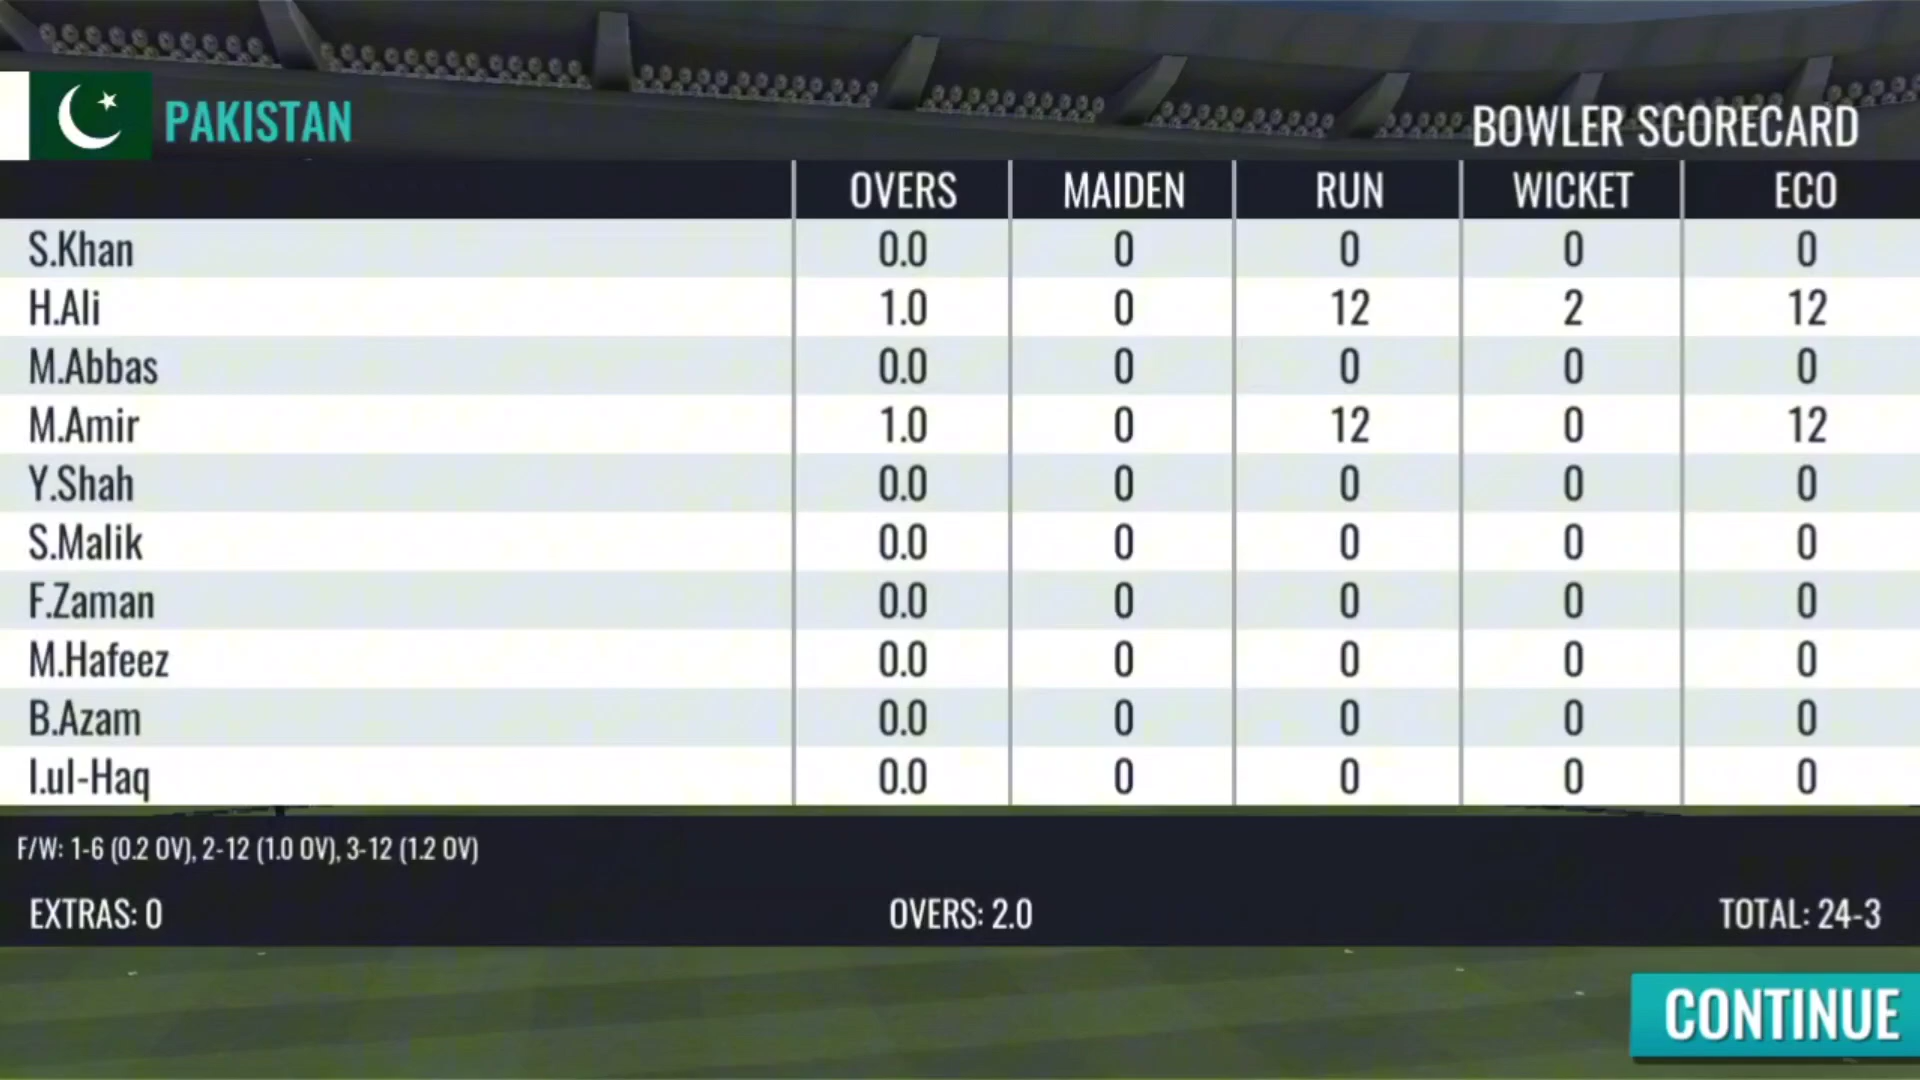 PAKISTAN
BOWLER SCORECARD
OVERS MAIDEN RUN WICKET ECO
S.Khan 0.0 0 0 0 0
H.Ali 1.0 0 12 2 12
M.Abbas 0.0 0 0 0 0
M.Amir 1.0 0 12 0 12
Y.Shah 0.0 0 0 0 0
S.Malik 0.0 0 0 0 0
F.Zaman 0.0 0 0 0 0
M.Hafeez 0.0 0 0 0 0
B.Azam 0.0 0 0 0 0
I.ul-Haq 0.0 0 0 0 0
F/W: 1-6 (0.2 OV), 2-12 (1.0 OV), 3-12 (1.2 OV)
EXTRAS: 0 OVERS: 2.0 TOTAL: 24-3
CONTINUE